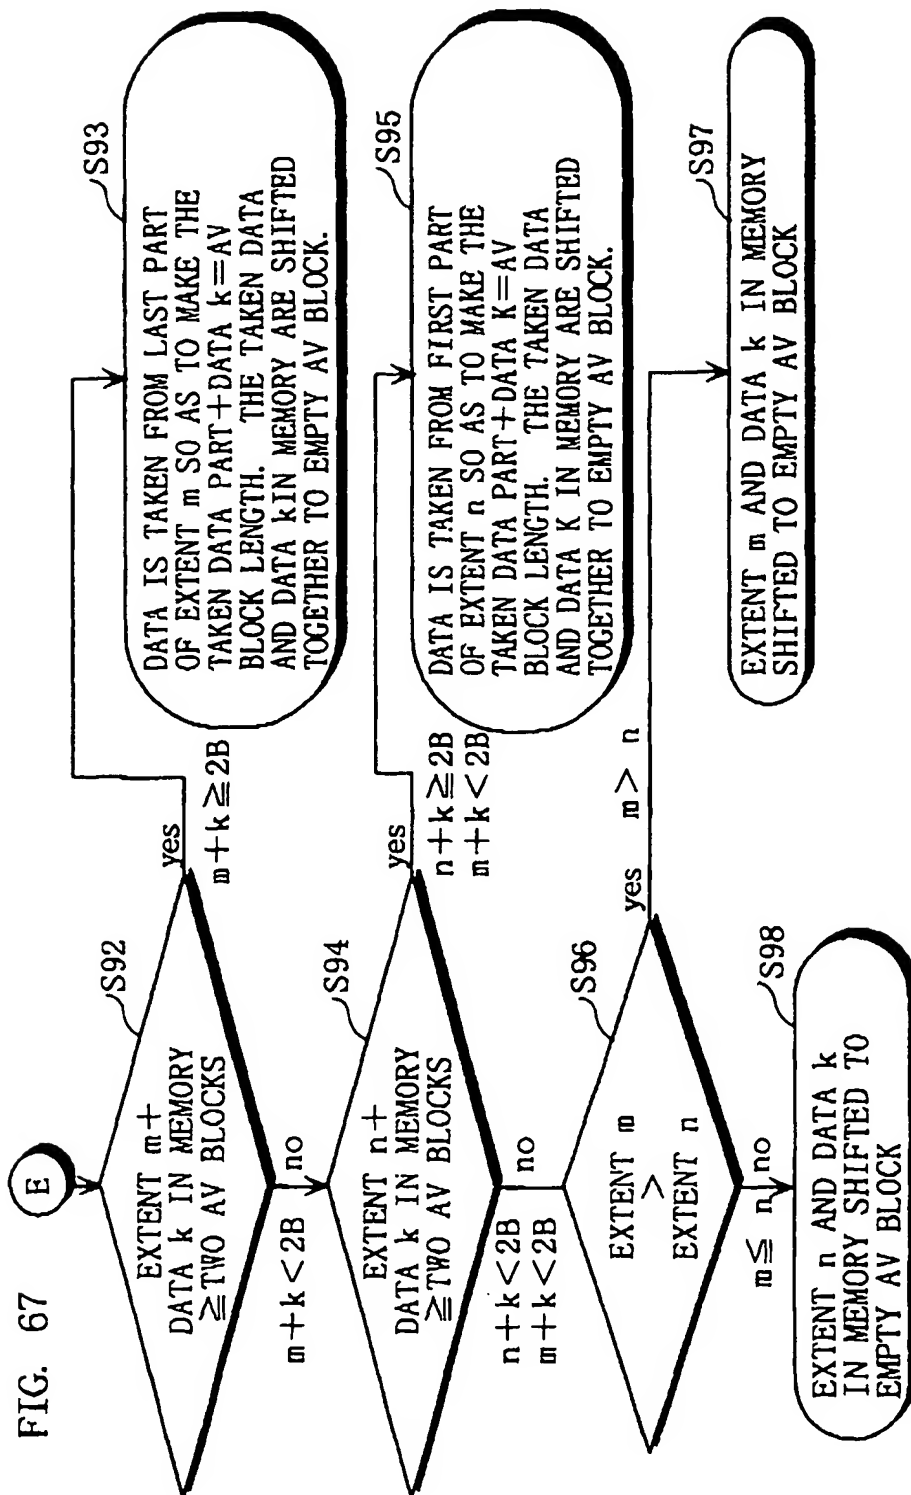 FIG. 67
E
S92
EXTENT m+
DATA k IN MEMORY
≧TWO AV BLOCKS
yes
m+k≧2B
S93
DATA IS TAKEN FROM LAST PART
OF EXTENT m SO AS TO MAKE THE
TAKEN DATA PART+DATA k=AV
BLOCK LENGTH. THE TAKEN DATA
AND DATA kIN MEMORY ARE SHIFTED
TOGETHER TO EMPTY AV BLOCK.
no
m+k<2B
S94
EXTENT n+
DATA k IN MEMORY
≧TWO AV BLOCKS
yes
n+k≧2B
m+k<2B
S95
DATA IS TAKEN FROM FIRST PART
OF EXTENT n SO AS TO MAKE THE
TAKEN DATA PART+DATA K=AV
BLOCK LENGTH. THE TAKEN DATA
AND DATA K IN MEMORY ARE SHIFTED
TOGETHER TO EMPTY AV BLOCK.
no
n+k<2B
m+k<2B
S96
EXTENT m
>
EXTENT n
yes
m>n
S97
EXTENT m AND DATA k IN MEMORY
SHIFTED TO EMPTY AV BLOCK
no
m≦n
S98
EXTENT n AND DATA k
IN MEMORY SHIFTED TO
EMPTY AV BLOCK